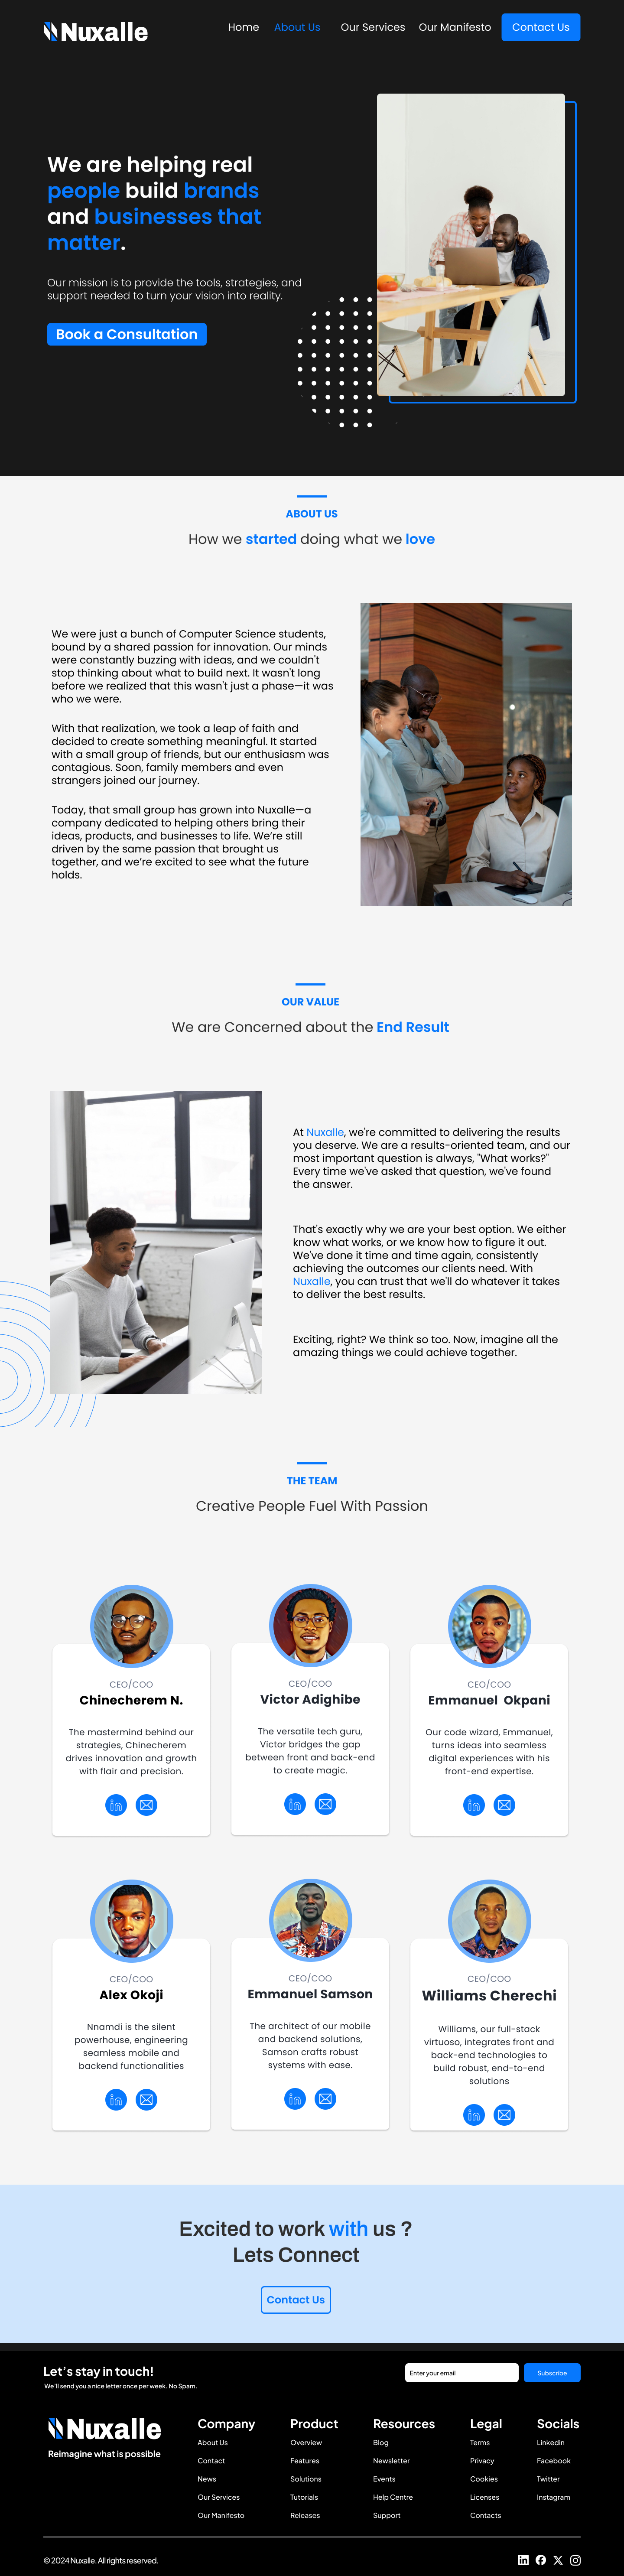 Nuxalle
Home About Us Our Services Our Manifesto Contact Us
We are helping real
people build brands
and businesses that
matter.
Our mission is to provide the tools, strategies, and
support needed to turn your vision into reality.
Book a Consultation
ABOUT US
How we started doing what we love
We were just a bunch of Computer Science students,
bound by a shared passion for innovation. Our minds
were constantly buzzing with ideas, and we couldn't
stop thinking about what to build next. It wasn't long
before we realized that this wasn't just a phase—it was
who we were.
With that realization, we took a leap of faith and
decided to create something meaningful. It started
with a small group of friends, but our enthusiasm was
contagious. Soon, family members and even
strangers joined our journey.
Today, that small group has grown into Nuxalle—a
company dedicated to helping others bring their
ideas, products, and businesses to life. We’re still
driven by the same passion that brought us
together, and we’re excited to see what the future
holds.
OUR VALUE
We are Concerned about the End Result
At Nuxalle, we're committed to delivering the results
you deserve. We are a results-oriented team, and our
most important question is always, "What works?"
Every time we've asked that question, we've found
the answer.
That's exactly why we are your best option. We either
know what works, or we know how to figure it out.
We've done it time and time again, consistently
achieving the outcomes our clients need. With
Nuxalle, you can trust that we'll do whatever it takes
to deliver the best results.
Exciting, right? We think so too. Now, imagine all the
amazing things we could achieve together.
THE TEAM
Creative People Fuel With Passion
CEO/COO
Chinecherem N.
The mastermind behind our
strategies, Chinecherem
drives innovation and growth
with flair and precision.
CEO/COO
Victor Adighibe
The versatile tech guru,
Victor bridges the gap
between front and back-end
to create magic.
CEO/COO
Emmanuel Okpani
Our code wizard, Emmanuel,
turns ideas into seamless
digital experiences with his
front-end expertise.
CEO/COO
Alex Okoji
Nnamdi is the silent
powerhouse, engineering
seamless mobile and
backend functionalities
CEO/COO
Emmanuel Samson
The architect of our mobile
and backend solutions,
Samson crafts robust
systems with ease.
CEO/COO
Williams Cherechi
Williams, our full-stack
virtuoso, integrates front and
back-end technologies to
build robust, end-to-end
solutions
Excited to work with us ?
Lets Connect
Contact Us
Let’s stay in touch!
We'll send you a nice letter once per week. No Spam.
Enter your email
Subscribe
Nuxalle
Reimagine what is possible
Company
About Us
Contact
News
Our Services
Our Manifesto
Product
Overview
Features
Solutions
Tutorials
Releases
Resources
Blog
Newsletter
Events
Help Centre
Support
Legal
Terms
Privacy
Cookies
Licenses
Contacts
Socials
Linkedin
Facebook
Twitter
Instagram
© 2024 Nuxalle. All rights reserved.